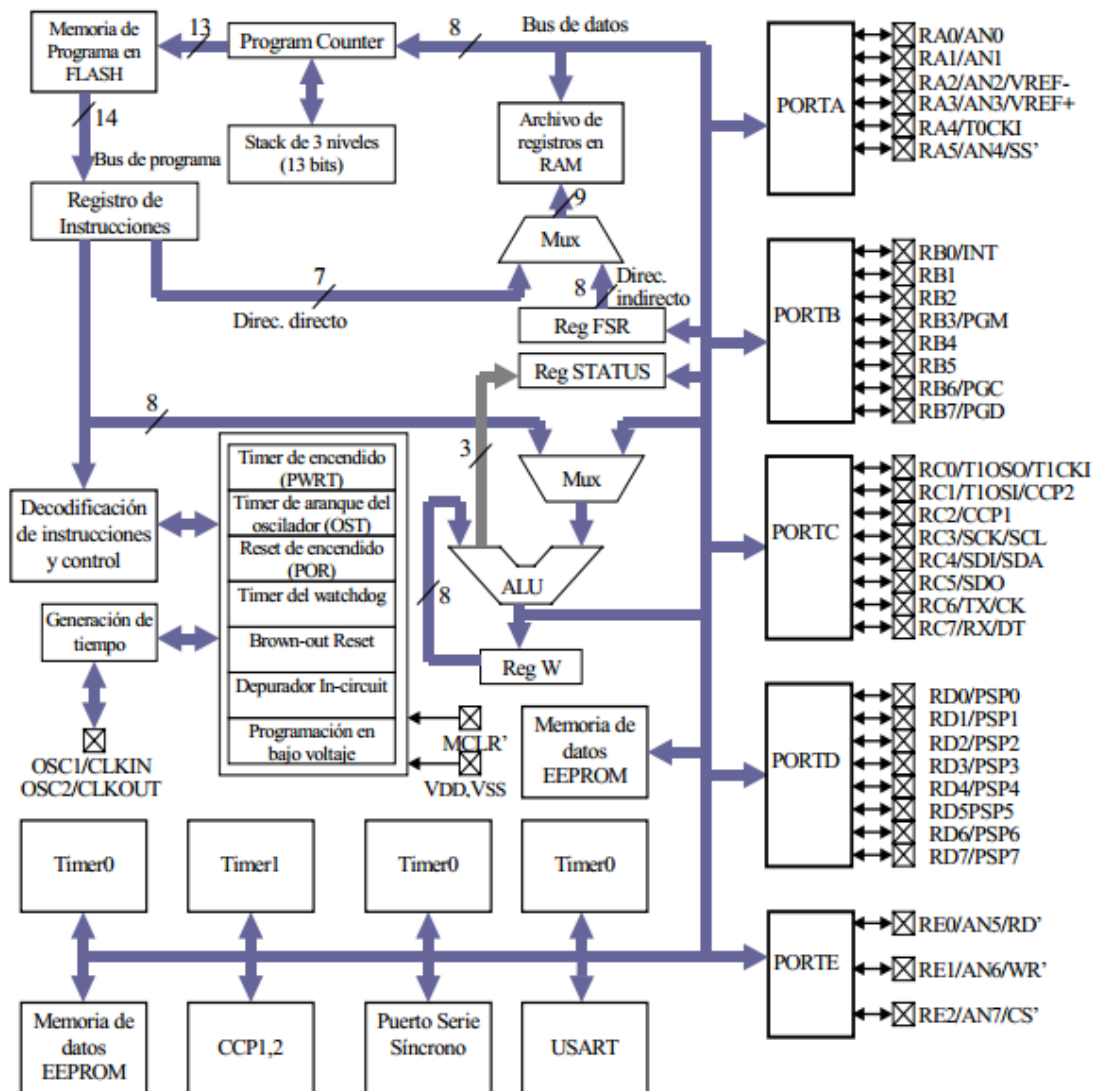 Memoria de
Programa en
FLASH
13
Program Counter
8
Bus de datos
14
Bus de programa
Stack de 3 niveles
(13 bits)
Archivo de
registros en
RAM
9
Registro de
Instrucciones
Mux
7
Direc. directo
8
Direc.
indirecto
Reg FSR
Reg STATUS
8
3
Mux
Decodificación
de instrucciones
y control
Timer de encendido
(PWRT)
Timer de aranque del
oscilador (OST)
Reset de encendido
(POR)
Timer del watchdog
Brown-out Reset
Depurador In-circuit
Programación en
bajo voltaje
8
ALU
Reg W
Generación de
tiempo
OSC1/CLKIN
OSC2/CLKOUT
MCLR'
VDD,VSS
Memoria de
datos
EEPROM
Timer0
Timer1
Timer0
Timer0
Memoria de
datos
EEPROM
CCP1,2
Puerto Serie
Síncrono
USART
PORTA
RA0/AN0
RA1/AN1
RA2/AN2/VREF-
RA3/AN3/VREF+
RA4/T0CKI
RA5/AN4/SS'
PORTB
RB0/INT
RB1
RB2
RB3/PGM
RB4
RB5
RB6/PGC
RB7/PGD
PORTC
RC0/T1OSO/T1CKI
RC1/T1OSI/CCP2
RC2/CCP1
RC3/SCK/SCL
RC4/SDI/SDA
RC5/SDO
RC6/TX/CK
RC7/RX/DT
PORTD
RD0/PSP0
RD1/PSP1
RD2/PSP2
RD3/PSP3
RD4/PSP4
RD5PSP5
RD6/PSP6
RD7/PSP7
PORTE
RE0/AN5/RD'
RE1/AN6/WR'
RE2/AN7/CS'